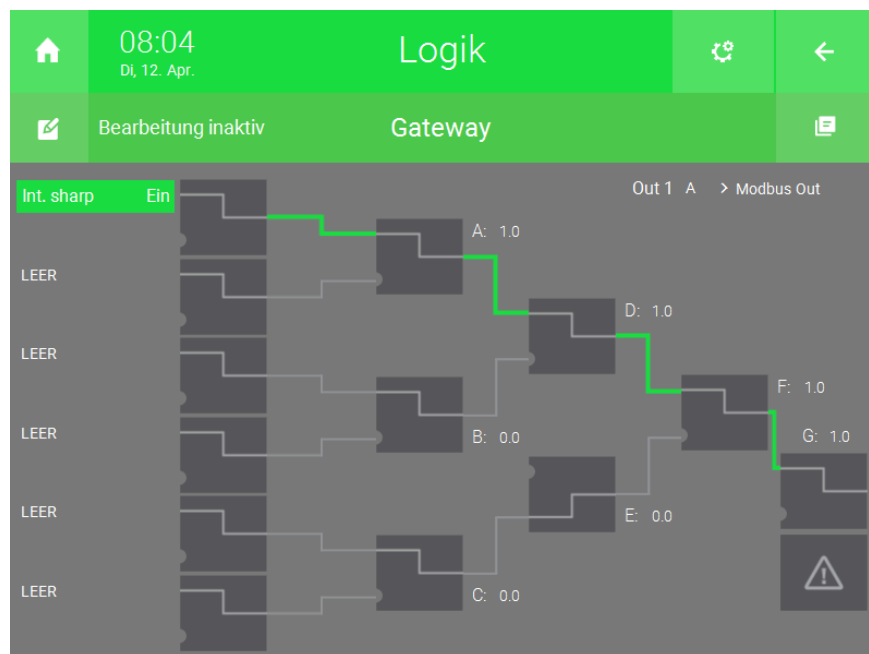 08:04
Di, 12. Apr.
Logik
Bearbeitung inaktiv
Gateway
Int. sharp Ein
Out 1 A > Modbus Out
A: 1.0
LEER
D: 1.0
LEER
F: 1.0
LEER
B: 0.0
G: 1.0
LEER
E: 0.0
LEER
C: 0.0